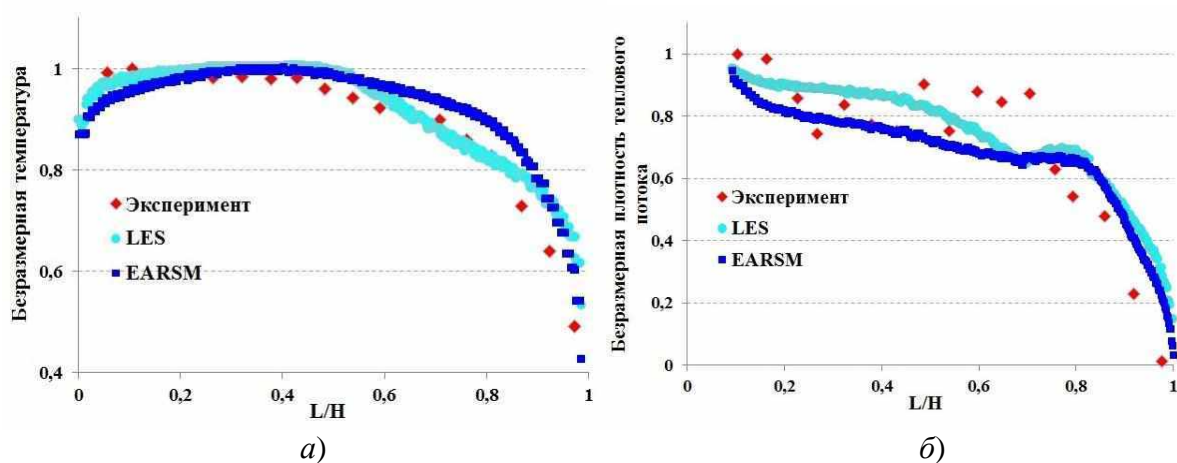 Безразмерная температура
1
0,8
0,6
0,4
Эксперимент
LES
EARSM
0
0,2
0,4
0,6
0,8
1
L/H
а)
Безразмерная плотность теплового
потока
1
0,8
0,6
0,4
0,2
0
Эксперимент
LES
EARSM
0
0,2
0,4
0,6
0,8
1
L/H
б)